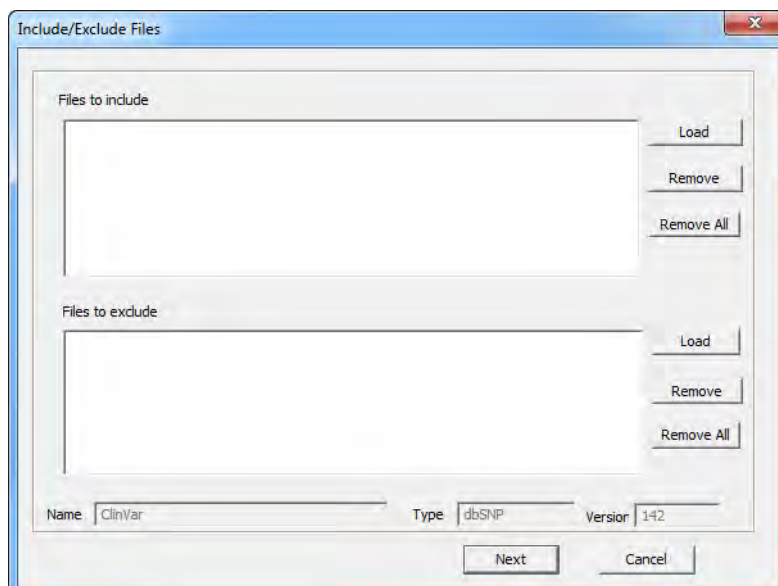 Include/Exclude Files
Files to include
Load
Remove
Remove All
Files to exclude
Load
Remove
Remove All
Name ClinVar Type dbSNP Version 142
Next Cancel